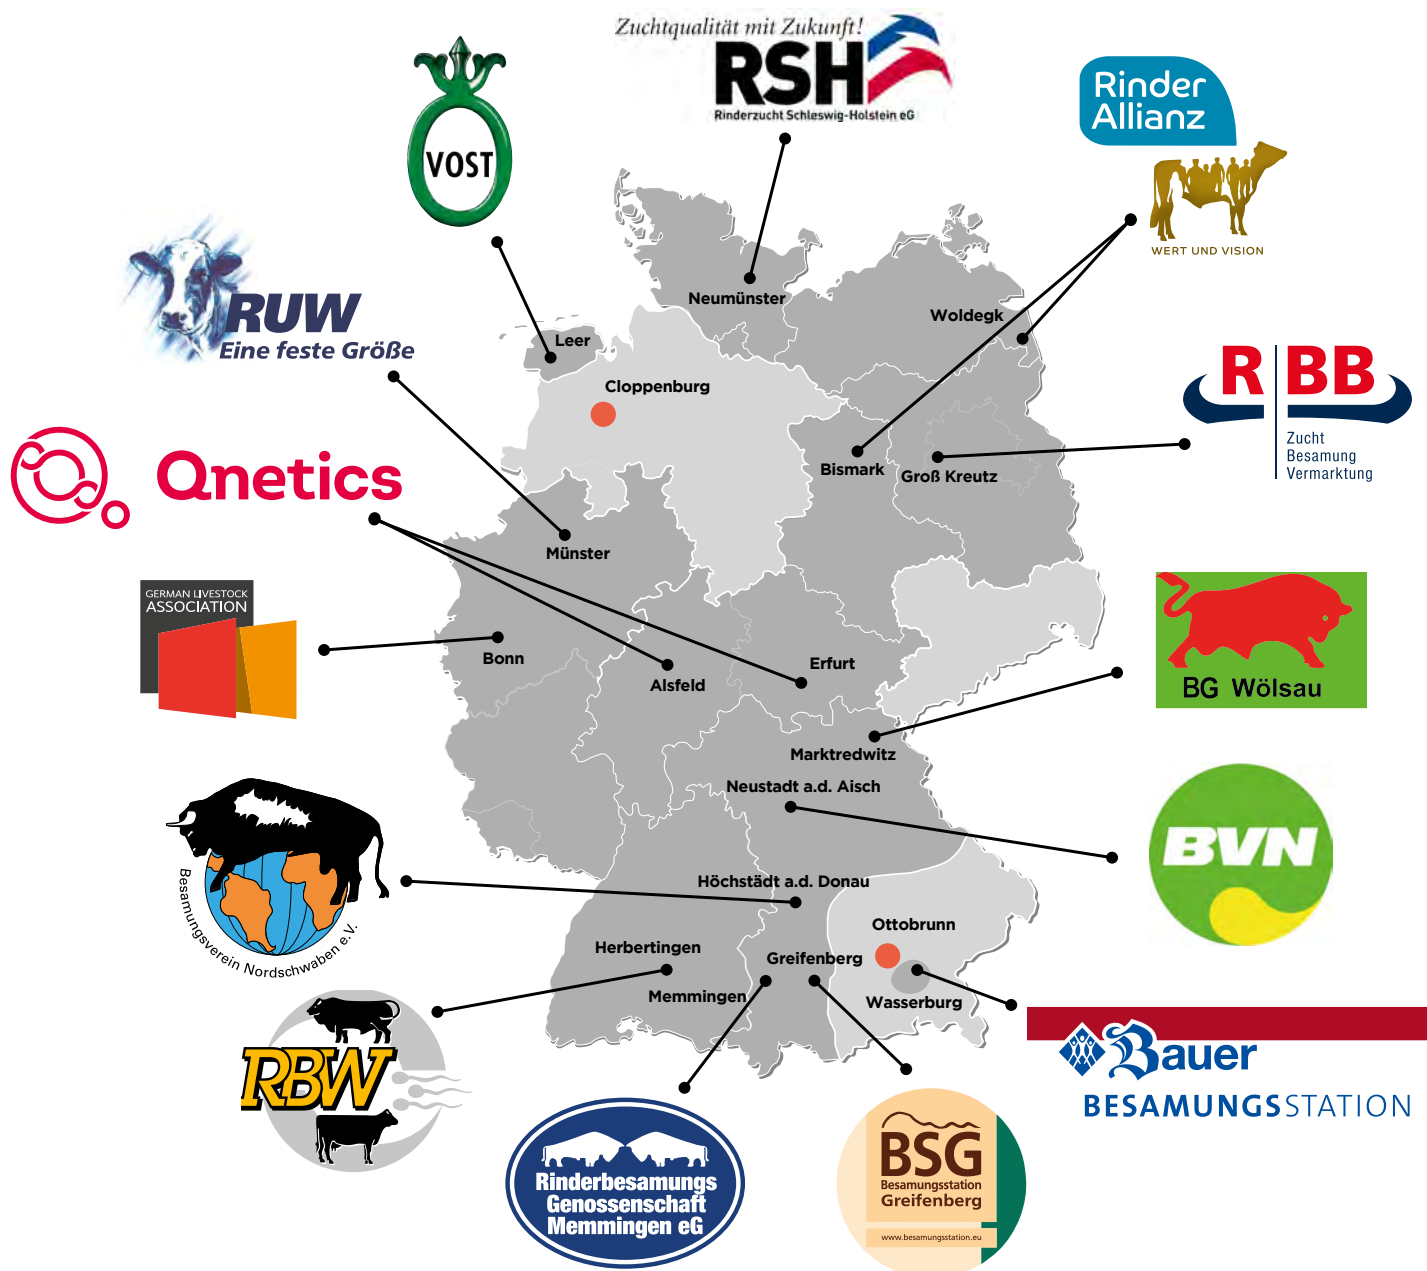 Zuchtqualität mit Zukunft!
RSH
Rinderzucht Schleswig-Holstein eG
Rinder
Allianz
WERT UND VISION
VOST
RUW
Eine feste Größe
Neumünster
Woldegk
Leer
Cloppenburg
RBB
Zucht
Besamung
Vermarktung
Qnetics
Bismark
Groß Kreutz
Münster
GERMAN LIVESTOCK
ASSOCIATION
Bonn
Alsfeld
Erfurt
BG Wölsau
Marktredwitz
Neustadt a.d. Aisch
BVN
Besamungsverein Nordschwaben e.V.
Höchstädt a.d. Donau
Ottobrunn
Herbertingen
Greifenberg
Memmingen
Wasserburg
RBW
Bauer
BESAMUNGSSTATION
Rinderbesamungs
Genossenschaft
Memmingen eG
BSG
Besamungsstation
Greifenberg
www.besamungsstation.eu